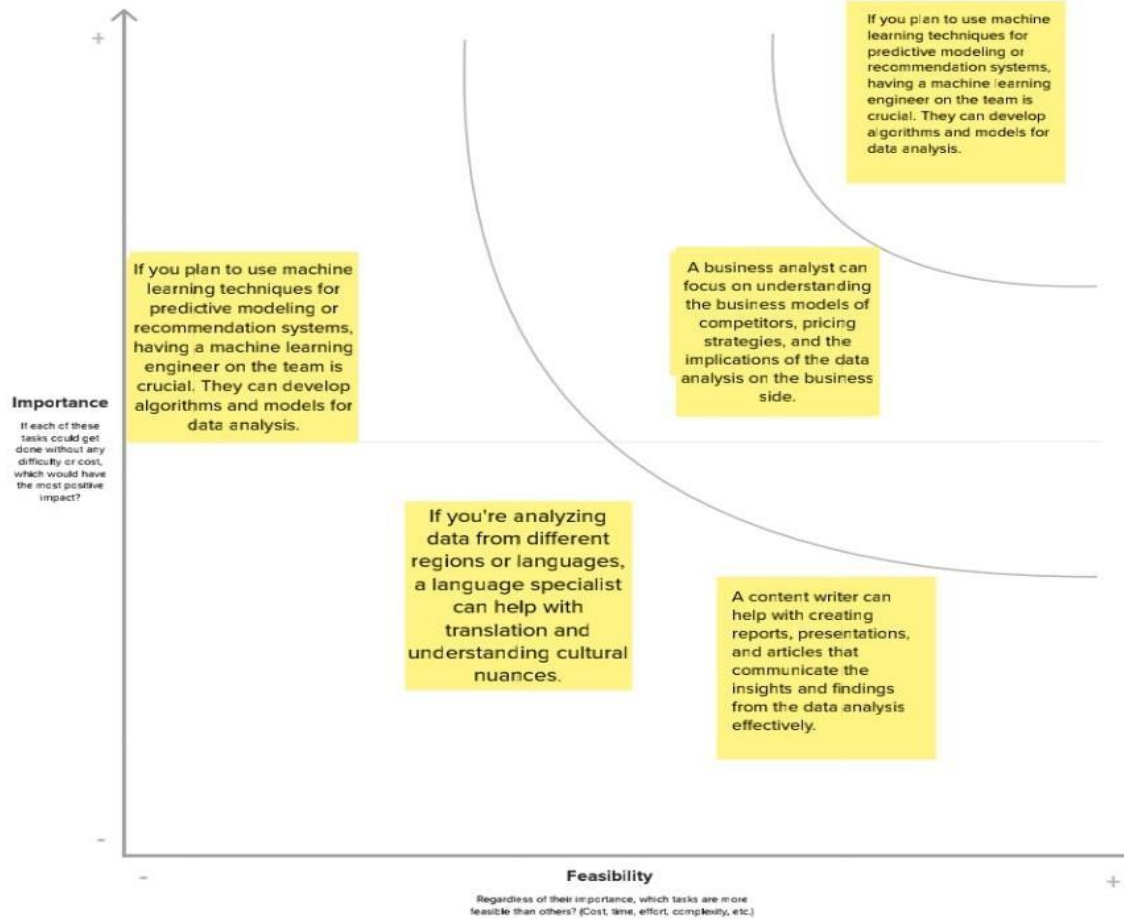 +
If you plan to use machine
learning techniques for
predictive modeling or
recommendation systems,
having a machine learning
engineer on the team is
crucial. They can develop
algorithms and models for
data analysis.
If you plan to use machine
learning techniques for
predictive modeling or
recommendation systems,
having a machine learning
engineer on the team is
crucial. They can develop
algorithms and models for
data analysis.
A business analyst can
focus on understanding
the business models of
competitors, pricing
strategies, and the
implications of the data
analysis on the business
side.
Importance
If each of these
tasks could get
done without any
difficulty or cost,
which would have
the most positive
impact?
If you're analyzing
data from different
regions or languages,
a language specialist
can help with
translation and
understanding cultural
nuances.
A content writer can
help with creating
reports, presentations,
and articles that
communicate the
insights and findings
from the data analysis
effectively.
-
-
Feasibility
+
Regardless of their importance, which tasks are more
feasible than others? (Cost, time, effort, complexity, etc.)